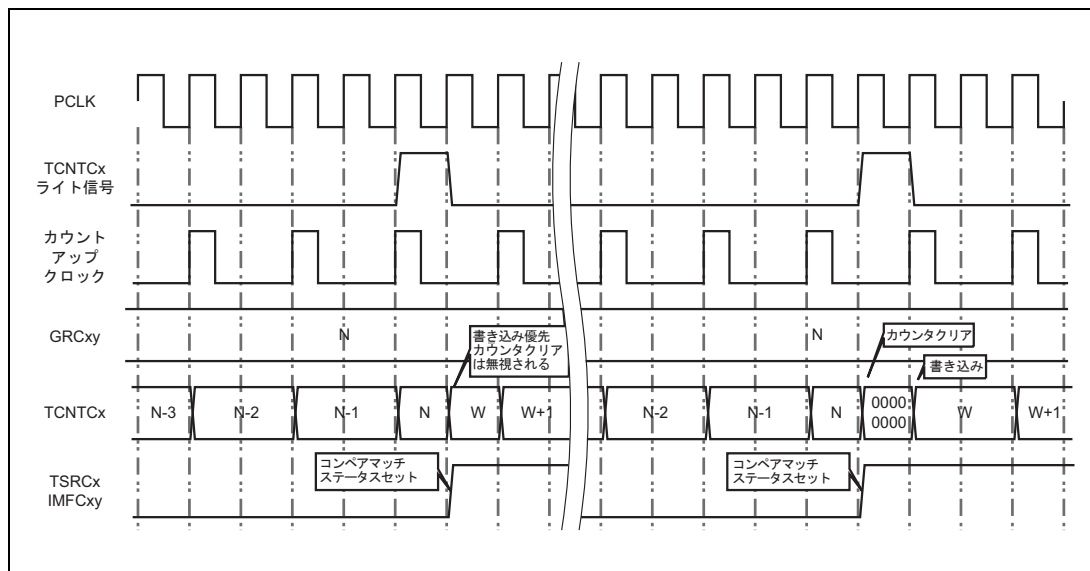 PCLK
TCNTCx
ライト信号
カウント
アップ
クロック
GRCxy
N
書き込み優先
カウンタクリア
は無視される
N
カウンタクリア
書き込み
TCNTCx
N-3
N-2
N-1
N
W
W+1
N-2
N-1
N
0000
0000
W
W+1
TSRCx
IMFCxy
コンペアマッチ
ステータスセット
コンペアマッチ
ステータスセット